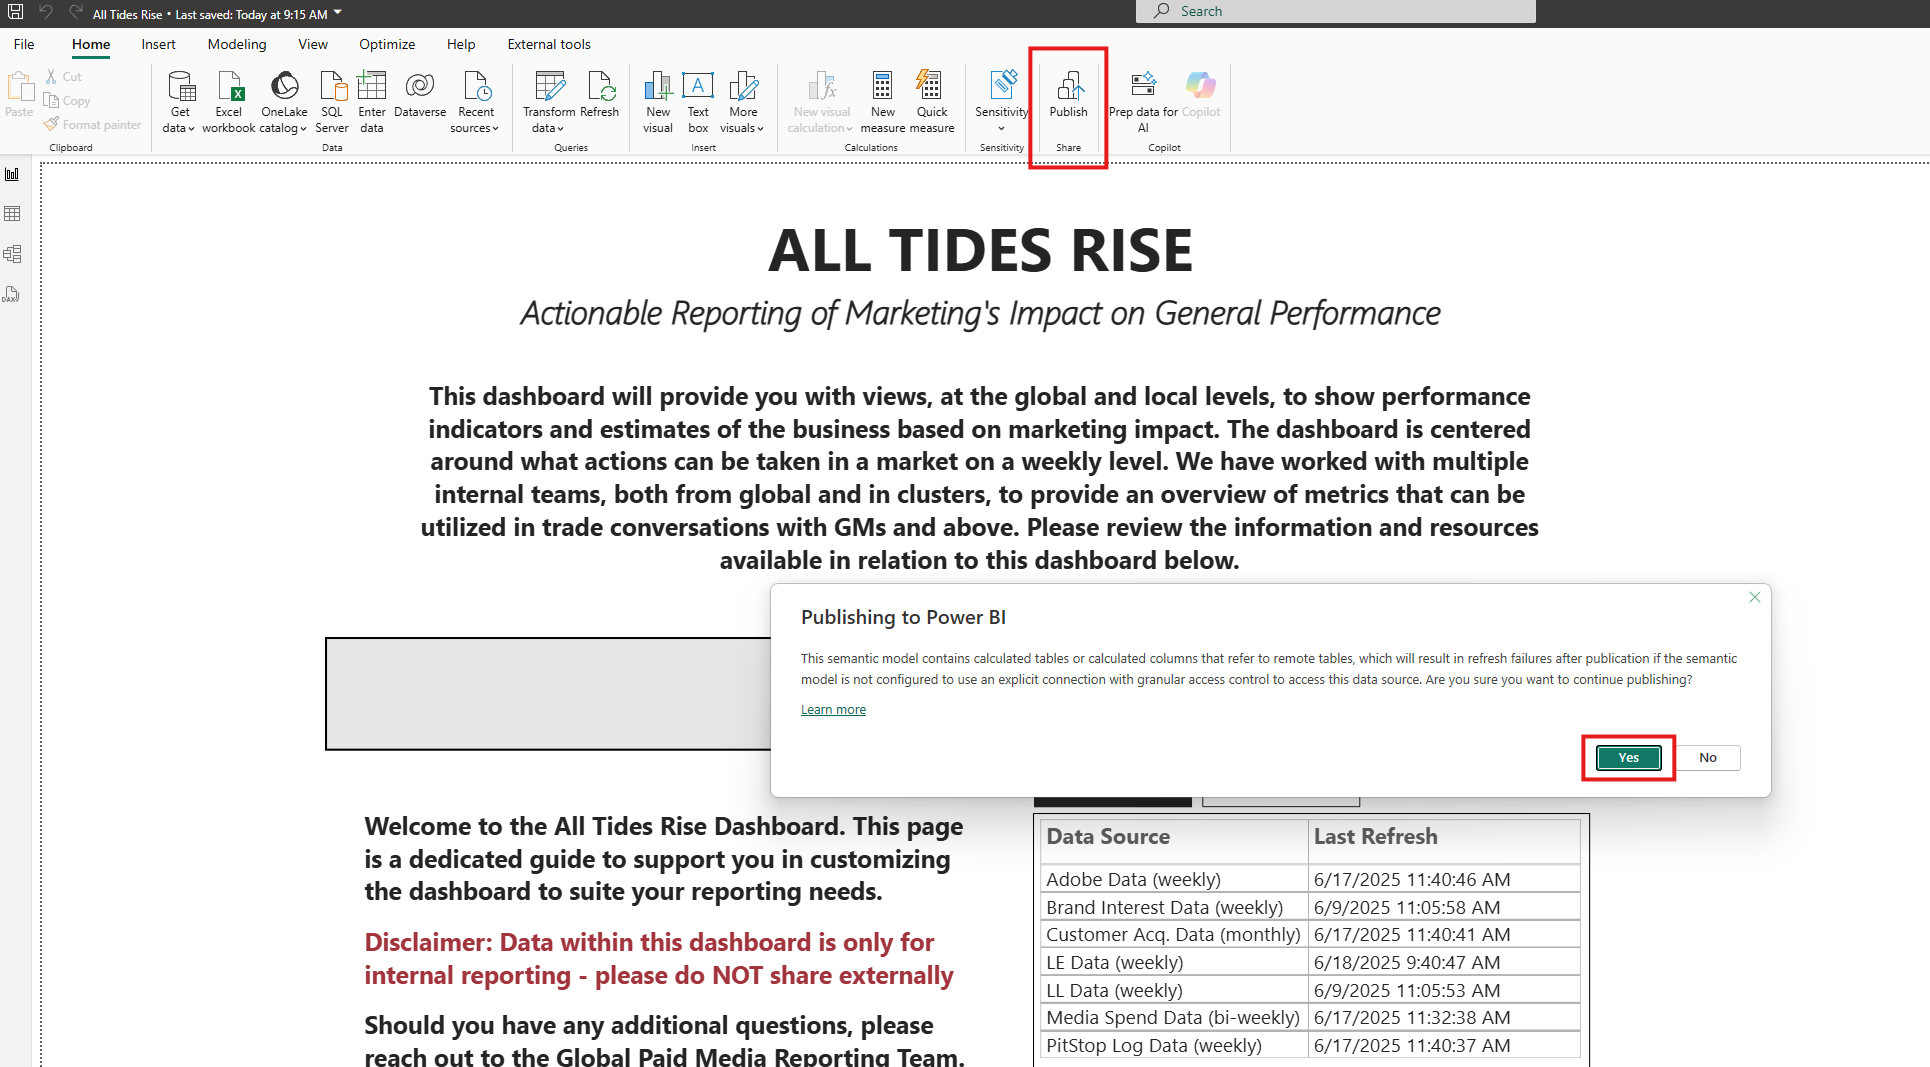 All Tides Rise • Last saved: Today at 9:15 AM
Search
File
Home
Insert
Modeling
View
Optimize
Help
External tools
Paste
Cut
Copy
Format painter
Clipboard
Get
data
Excel
workbook
OneLake
catalog
SQL
Server
Enter
data
Dataverse
Recent
sources
Data
Transform
data
Refresh
Queries
New
visual
Text
box
More
visuals
Insert
New visual
calculation
New
measure
Quick
measure
Calculations
Sensitivity
Sensitivity
Publish
Share
Prep data for
AI
Copilot
Copilot
ALL TIDES RISE
Actionable Reporting of Marketing's Impact on General Performance
This dashboard will provide you with views, at the global and local levels, to show performance
indicators and estimates of the business based on marketing impact. The dashboard is centered
around what actions can be taken in a market on a weekly level. We have worked with multiple
internal teams, both from global and in clusters, to provide an overview of metrics that can be
utilized in trade conversations with GMs and above. Please review the information and resources
available in relation to this dashboard below.
Publishing to Power BI
This semantic model contains calculated tables or calculated columns that refer to remote tables, which will result in refresh failures after publication if the semantic
model is not configured to use an explicit connection with granular access control to access this data source. Are you sure you want to continue publishing?
Learn more
Yes
No
Welcome to the All Tides Rise Dashboard. This page
is a dedicated guide to support you in customizing
the dashboard to suite your reporting needs.
Disclaimer: Data within this dashboard is only for
internal reporting - please do NOT share externally
Should you have any additional questions, please
reach out to the Global Paid Media Reporting Team.
Data Source Last Refresh
Adobe Data (weekly) 6/17/2025 11:40:46 AM
Brand Interest Data (weekly) 6/9/2025 11:05:58 AM
Customer Acq. Data (monthly) 6/17/2025 11:40:41 AM
LE Data (weekly) 6/18/2025 9:40:47 AM
LL Data (weekly) 6/9/2025 11:05:53 AM
Media Spend Data (bi-weekly) 6/17/2025 11:32:38 AM
PitStop Log Data (weekly) 6/17/2025 11:40:37 AM